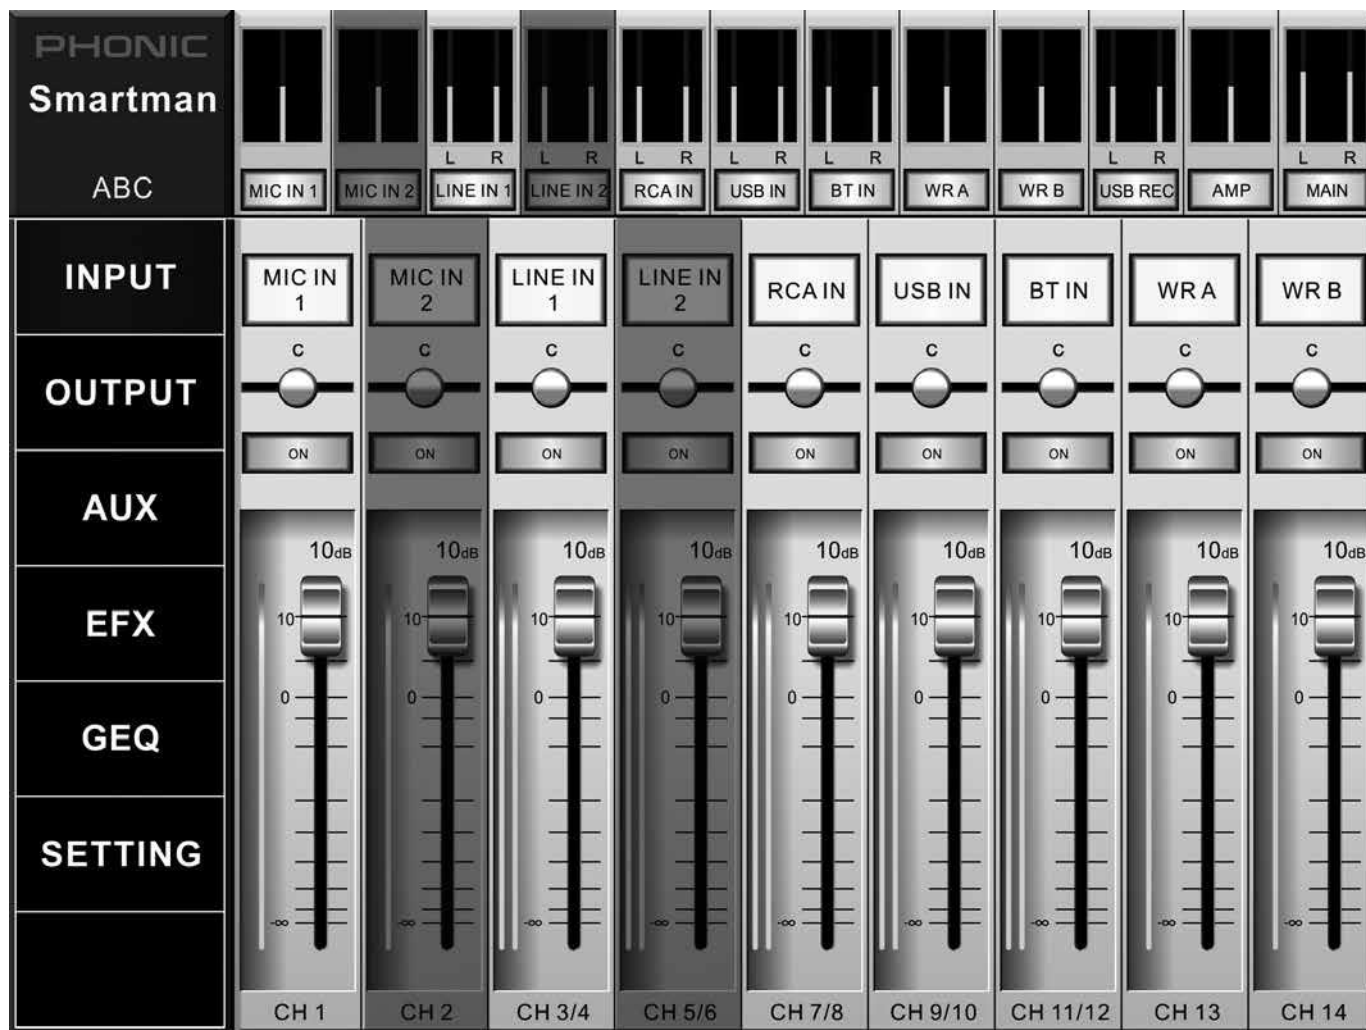 PHONIC
Smartman
ABC
L R L R L R L R L R L R L R
MIC IN 1 MIC IN 2 LINE IN 1 LINE IN 2 RCA IN USB IN BT IN WR A WR B USB REC AMP MAIN
INPUT
OUTPUT
AUX
EFX
GEQ
SETTING
MIC IN 1
MIC IN 2
LINE IN 1
LINE IN 2
RCA IN
USB IN
BT IN
WR A
WR B
C C C C C C C C C
ON ON ON ON ON ON ON ON ON
10dB 10dB 10dB 10dB 10dB 10dB 10dB 10dB 10dB
10 10 10 10 10 10 10 10 10
0 0 0 0 0 0 0 0 0
-∞ -∞ -∞ -∞ -∞ -∞ -∞ -∞ -∞
CH 1 CH 2 CH 3/4 CH 5/6 CH 7/8 CH 9/10 CH 11/12 CH 13 CH 14